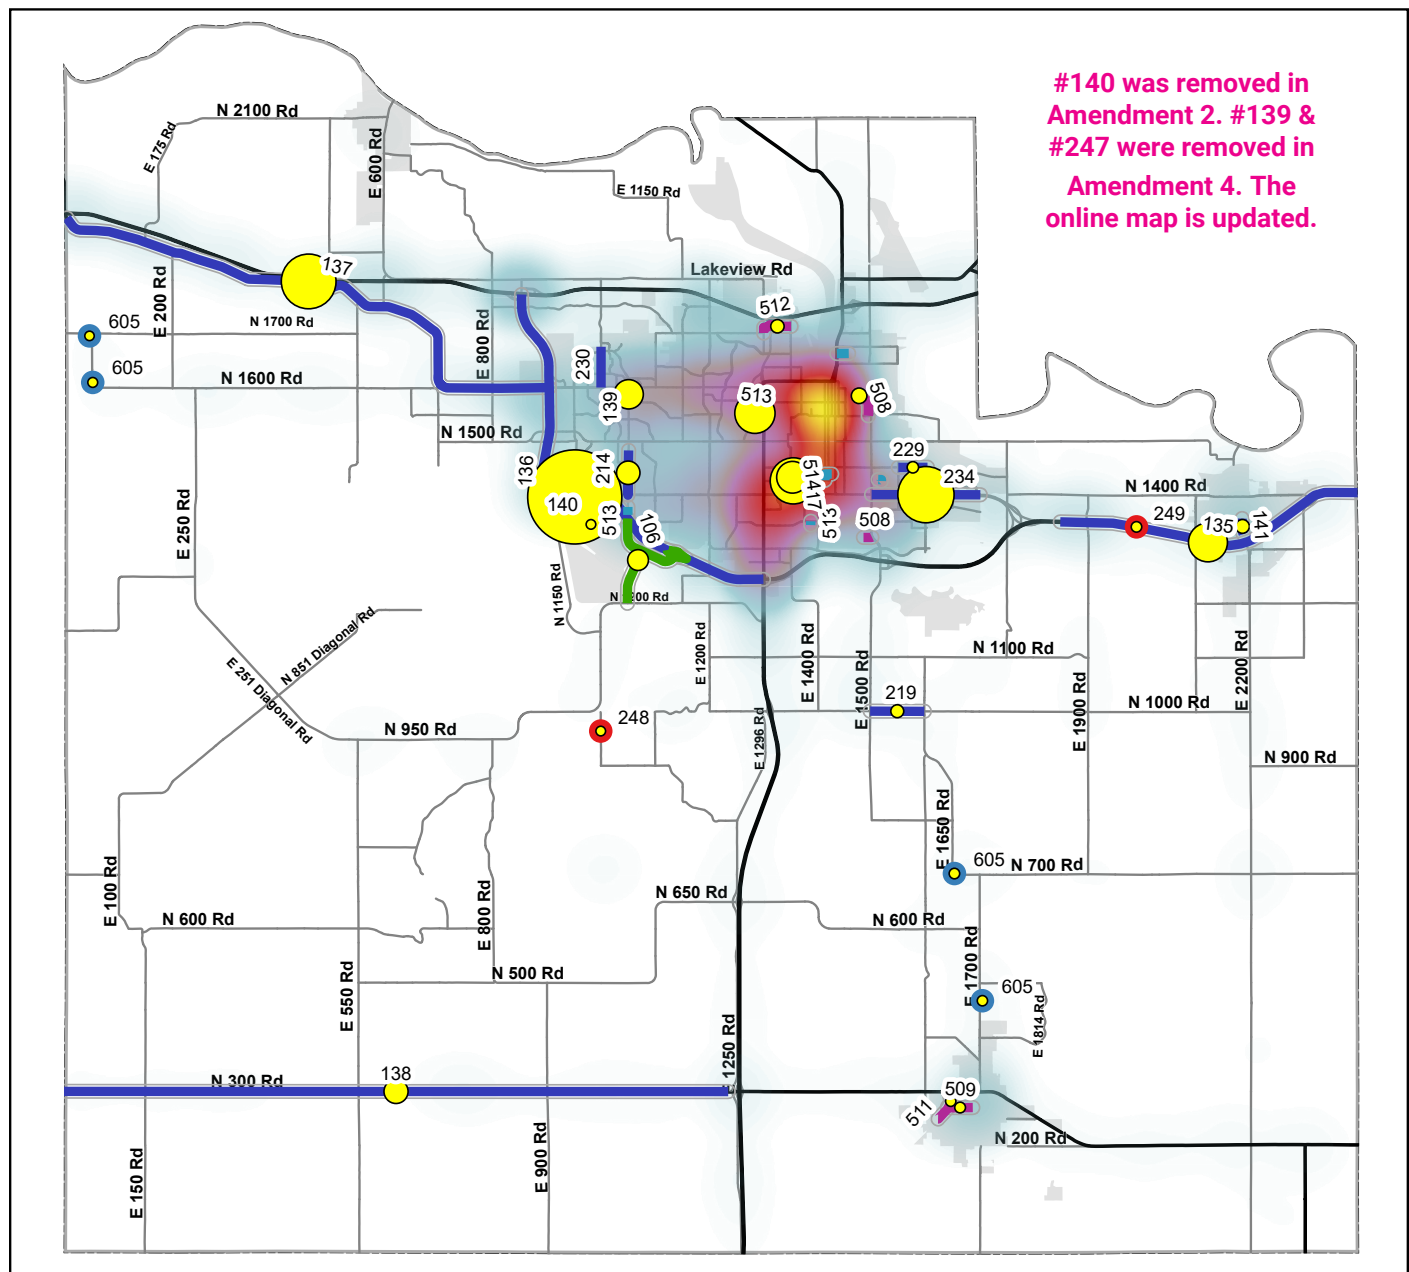 #140 was removed in
Amendment 2. #139 &
#247 were removed in
Amendment 4. The
online map is updated.
N 2100 Rd
E 175 Rd
E 600 Rd
E 1150 Rd
137
Lakeview Rd
E 200 Rd
605
N 1700 Rd
E 800 Rd
512
230
605
N 1600 Rd
139
513
508
N 1500 Rd
136
214
229
234
140
513
106
514
417
513
508
N 1400 Rd
249
135
141
E 250 Rd
N 1150 Rd
N 1200 Rd
E 1200 Rd
E 1400 Rd
N 1100 Rd
N 851 Diagonal Rd
E 251 Diagonal Rd
E 1500 Rd
219
E 1900 Rd
N 1000 Rd
E 2200 Rd
N 950 Rd
248
E 1296 Rd
N 900 Rd
E 1650 Rd
605
N 700 Rd
E 100 Rd
N 650 Rd
N 600 Rd
E 800 Rd
N 600 Rd
E 1700 Rd
N 500 Rd
E 550 Rd
605
E 1814 Rd
E 1250 Rd
N 300 Rd
138
509
511
N 200 Rd
E 150 Rd
E 900 Rd